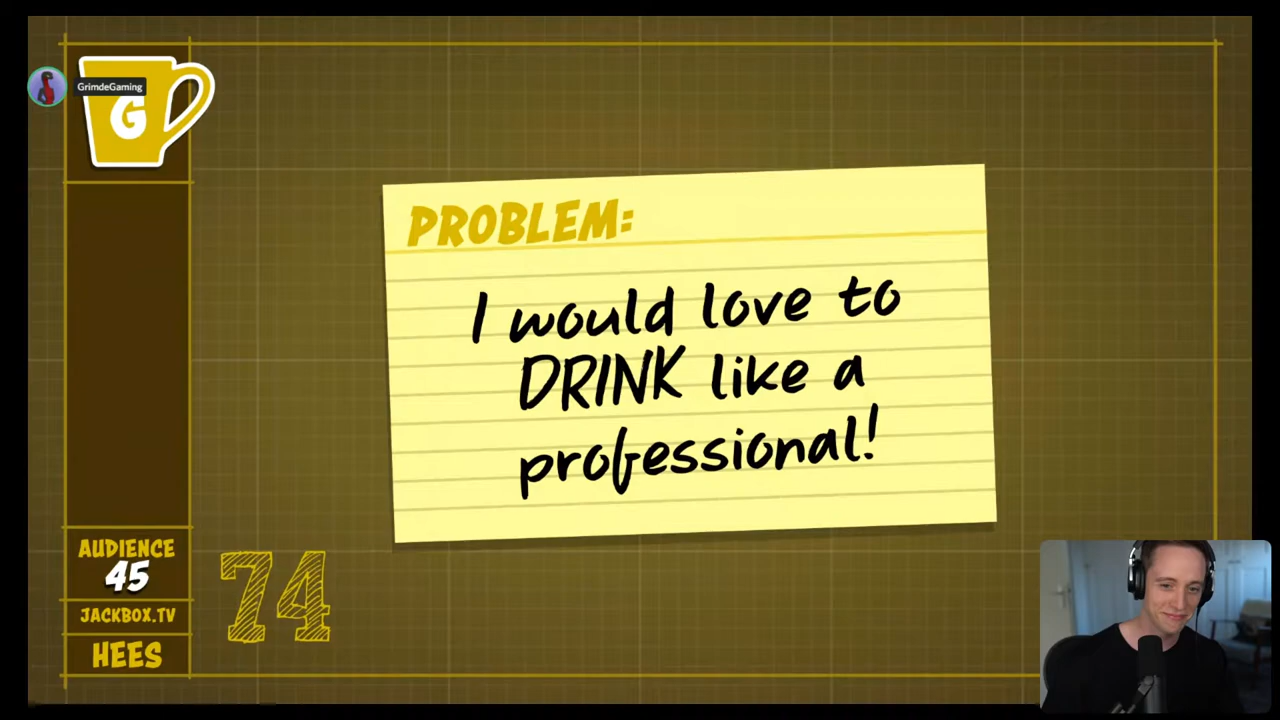 GrimdeGaming
G
PROBLEM:
I would love to
DRINK like a
professional!
AUDIENCE
45
JACKBOX.TV
HEES
74